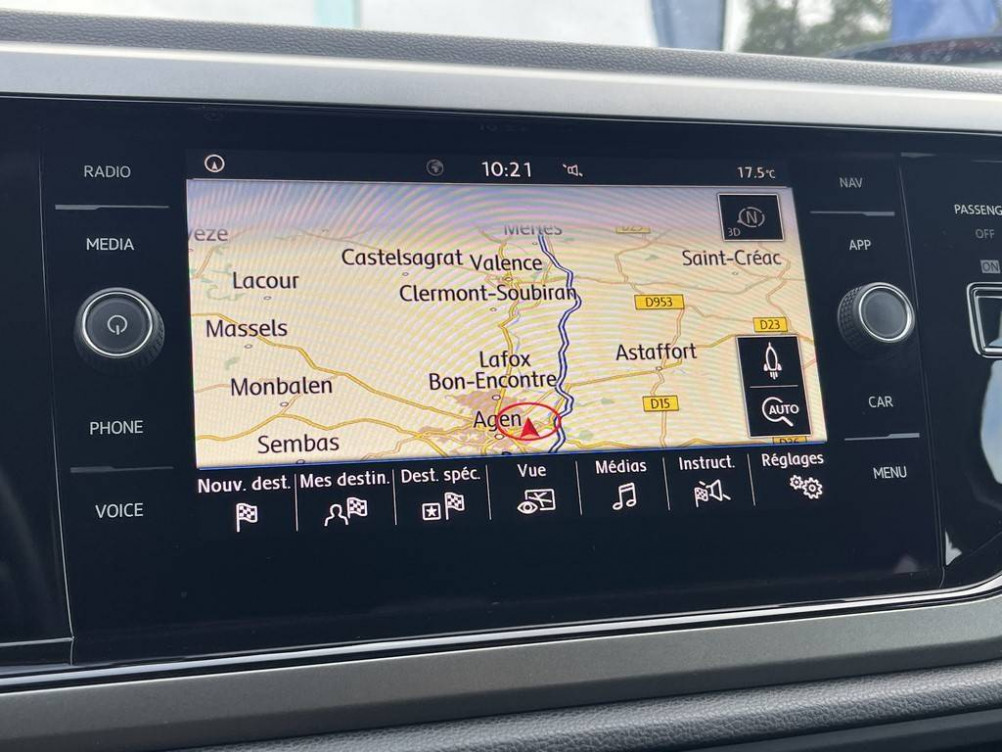 RADIO
MEDIA
PHONE
VOICE
10:21
17.5°C
3D
N
eze
Castelsagrat
Valence
Saint-Créac
Lacour
Clermont-Soubiran
D953
Massels
D23
Lafox
Astaffort
Monbalen
Bon-Encontre
D15
AUTO
Agen
Sembas
Nouv. dest.
Mes destin.
Dest. spéc.
Vue
Médias
Instruct.
Réglages
NAV
APP
CAR
MENU
PASSENG
OFF
ON